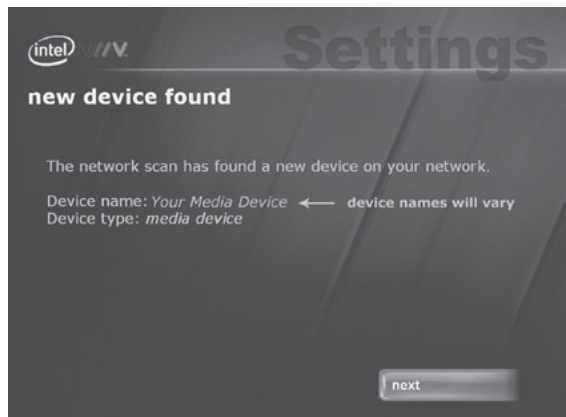 intel VIIV
Settings
new device found
The network scan has found a new device on your network.
Device name: Your Media Device ← device names will vary
Device type: media device
next